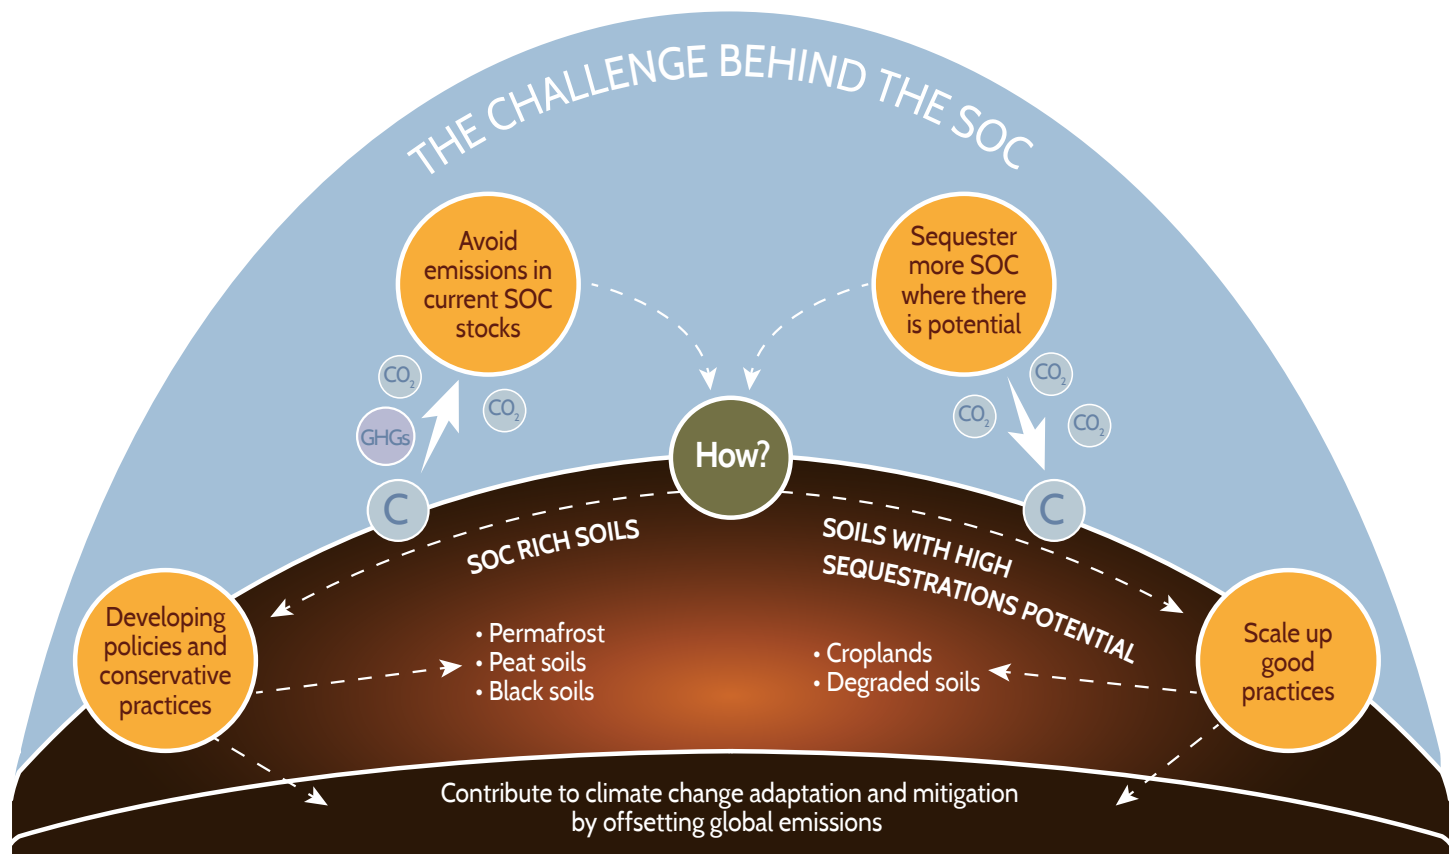 THE CHALLENGE BEHIND THE SOC
Avoid
emissions in
current SOC
stocks
Sequester
more SOC
where there
is potential
CO₂
GHGs
CO₂
C
CO₂
CO₂
CO₂
C
How?
SOC RICH SOILS
SOILS WITH HIGH
SEQUESTRATIONS POTENTIAL
Developing
policies and
conservative
practices
• Permafrost
• Peat soils
• Black soils
• Croplands
• Degraded soils
Scale up
good
practices
Contribute to climate change adaptation and mitigation
by offsetting global emissions